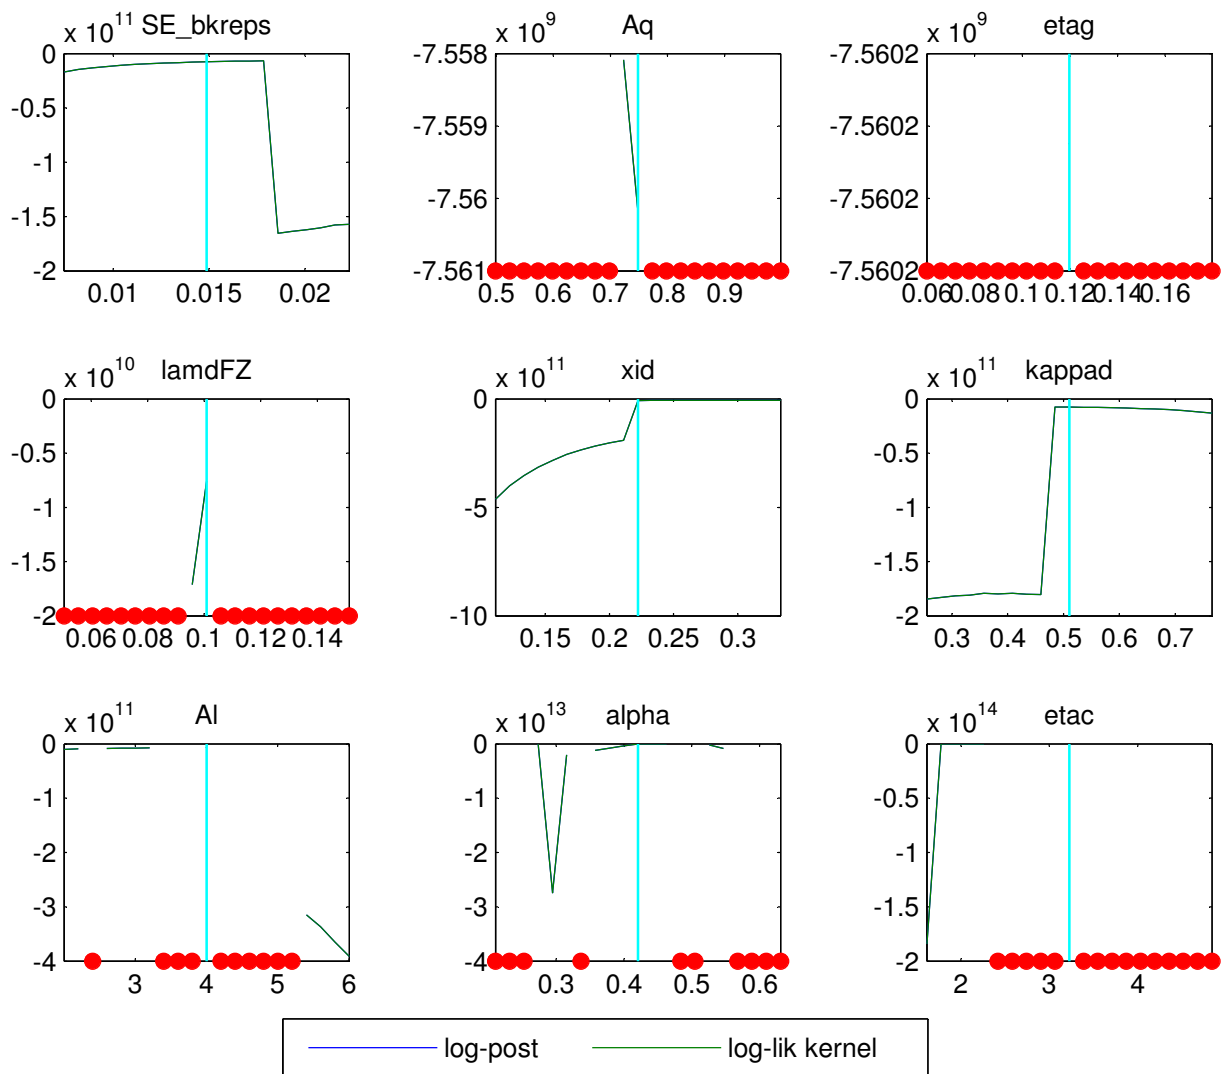 x 10^11 SE_bkreps
0
-0.5
-1
-1.5
-2
0.01 0.015 0.02
x 10^9 Aq
-7.558
-7.559
-7.56
-7.561
0.5 0.6 0.7 0.8 0.9
x 10^9 etag
-7.5602
-7.5602
-7.5602
-7.5602
0.06 0.08 0.1 0.12 0.14 0.16
x 10^10 lamdFZ
0
-0.5
-1
-1.5
-2
0.06 0.08 0.1 0.12 0.14
x 10^11 xid
0
-5
-10
0.15 0.2 0.25 0.3
x 10^11 kappad
0
-0.5
-1
-1.5
-2
0.3 0.4 0.5 0.6 0.7
x 10^11 Al
0
-1
-2
-3
-4
3 4 5 6
x 10^13 alpha
0
-1
-2
-3
-4
0.3 0.4 0.5 0.6
x 10^14 etac
0
-0.5
-1
-1.5
-2
2 3 4
log-post log-lik kernel